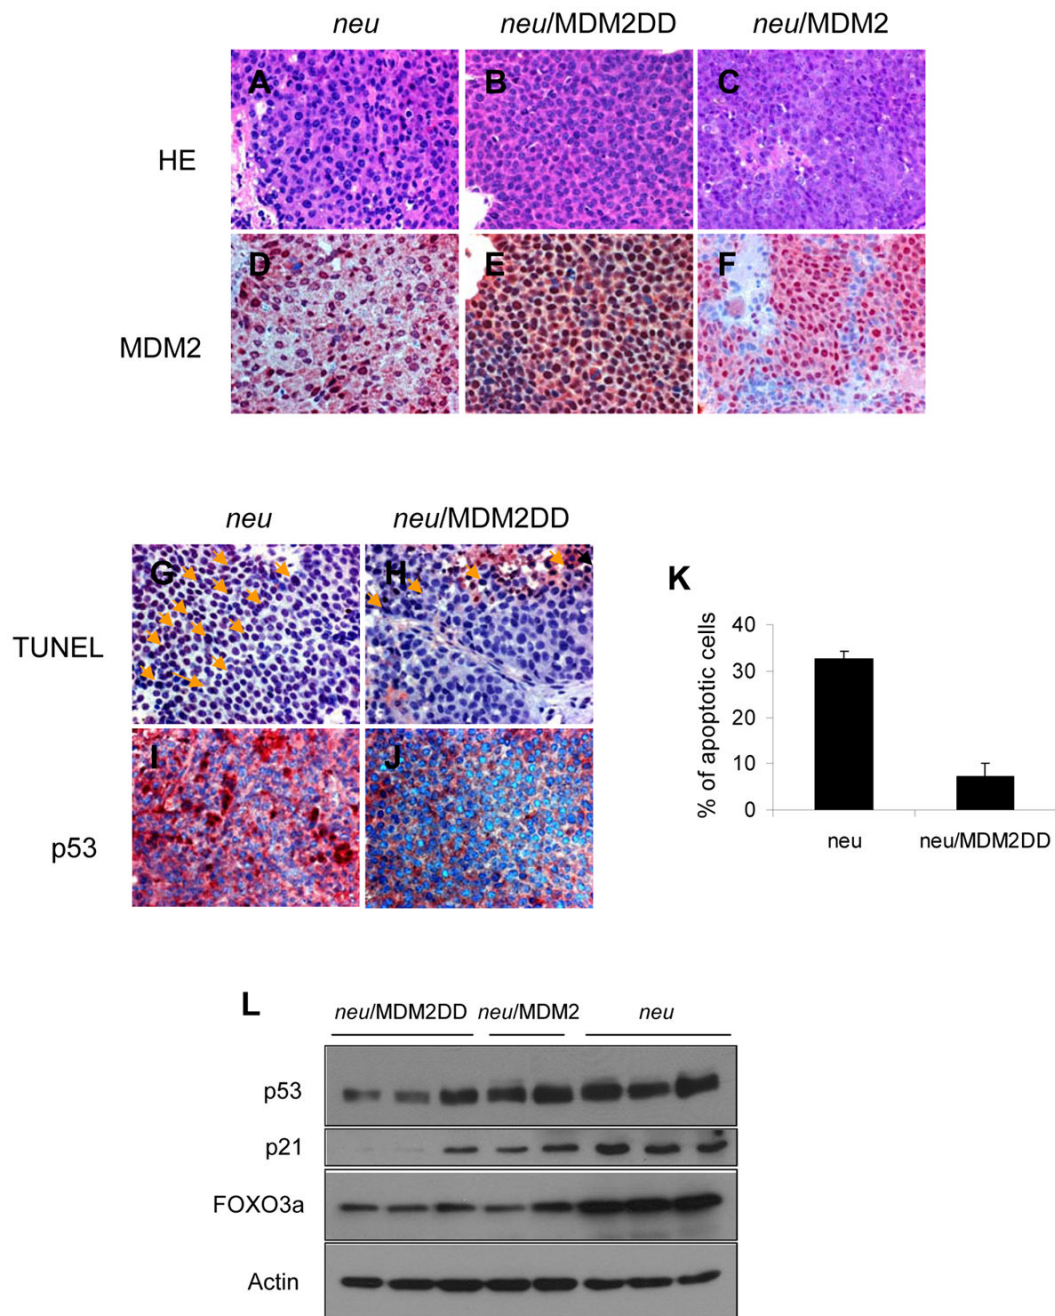 neu neu/MDM2DD neu/MDM2
A B C
HE
D E F
MDM2
neu neu/MDM2DD
G H
TUNEL
I J
p53
K
% of apoptotic cells
40
30
20
10
0
neu neu/MDM2DD
L
neu/MDM2DD neu/MDM2 neu
p53
p21
FOXO3a
Actin